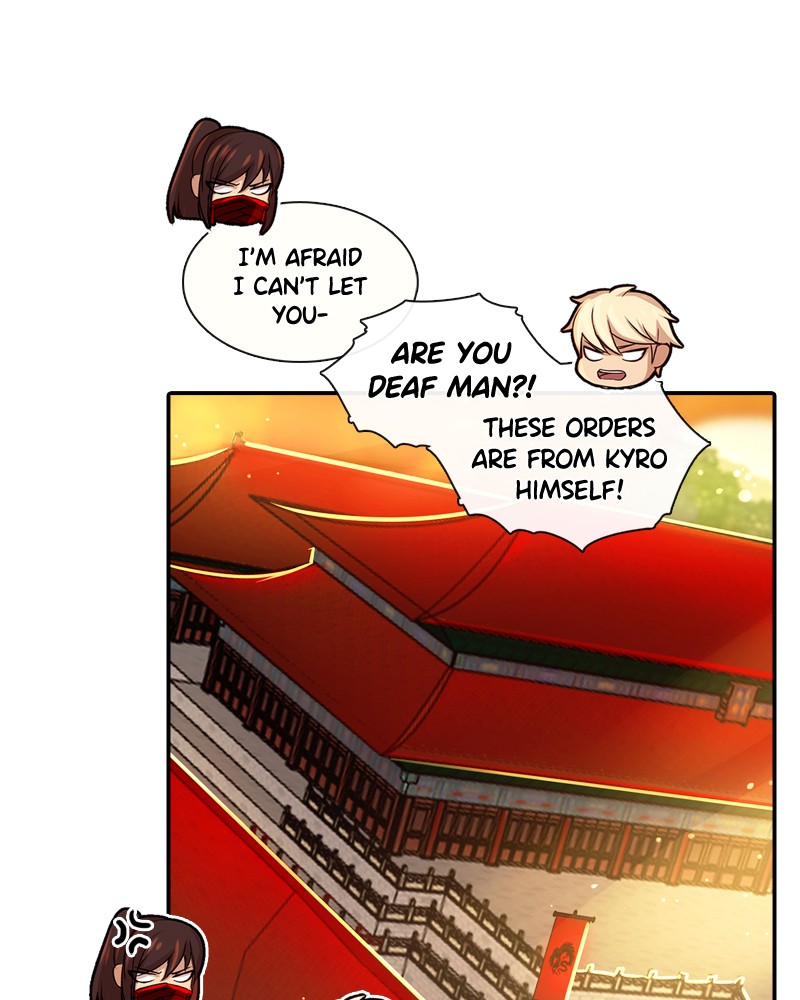 I'M AFRAID
I CAN'T LET
YOU-
ARE YOU
DEAF MAN?!
THESE ORDERS
ARE FROM KYRO
HIMSELF!